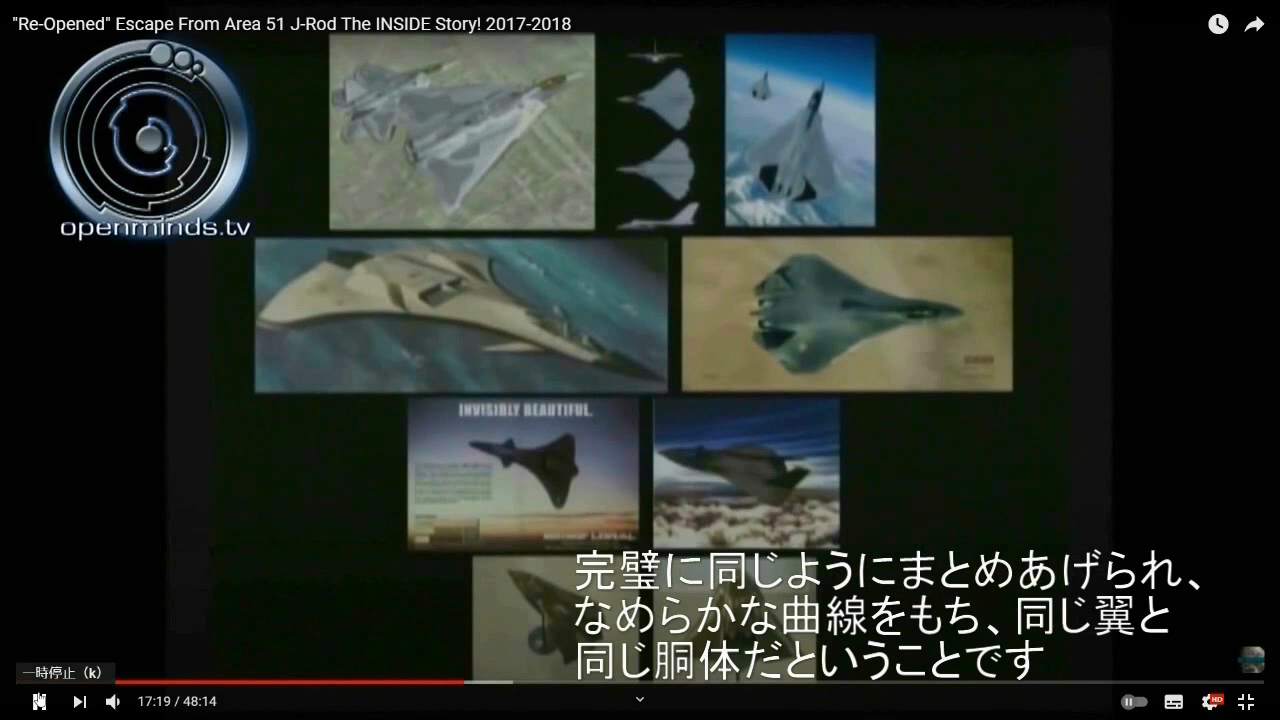 "Re-Opened" Escape From Area 51 J-Rod The INSIDE Story! 2017-2018
openminds.tv
INVISIBLY BEAUTIFUL.
完璧に同じようにまとめあげられ、
なめらかな曲線をもち、同じ翼と
同じ胴体だということです
一時停止（k）
17:19 / 48:14
HD